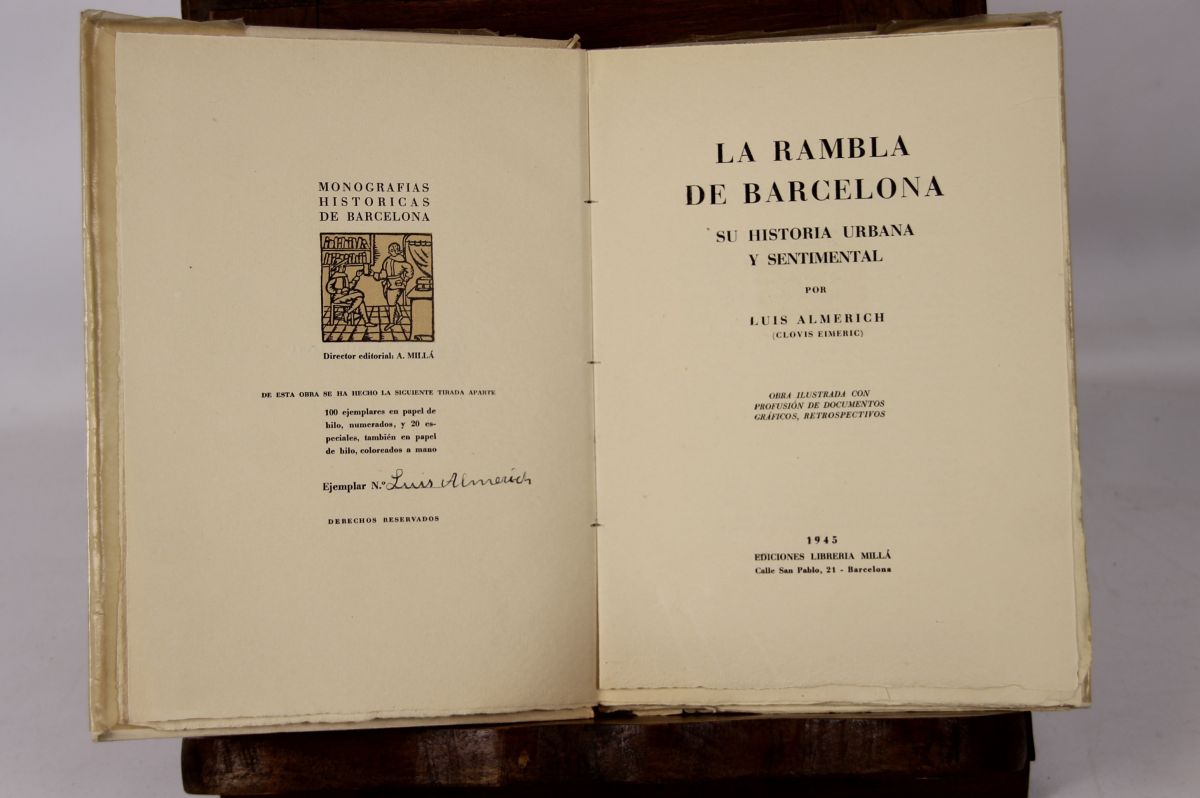 MONOGRAFIAS
HISTORICAS
DE BARCELONA
Director editorial: A. MILLÁ
DE ESTA OBRA SE HA HECHO LA SIGUIENTE TIRADA APARTE
100 ejemplares en papel de
hilo, numerados, y 20 es-
peciales, también en papel
de hilo, coloreados a mano
Ejemplar N.º Luis Almerich
DERECHOS RESERVADOS
LA RAMBLA
DE BARCELONA
SU HISTORIA URBANA
Y SENTIMENTAL
POR
LUIS ALMERICH
(CLOVIS EIMERIC)
OBRA ILUSTRADA CON
PROFUSIÓN DE DOCUMENTOS
GRÁFICOS, RETROSPECTIVOS
1945
EDICIONES LIBRERIA MILLÁ
Calle San Pablo, 21 - Barcelona